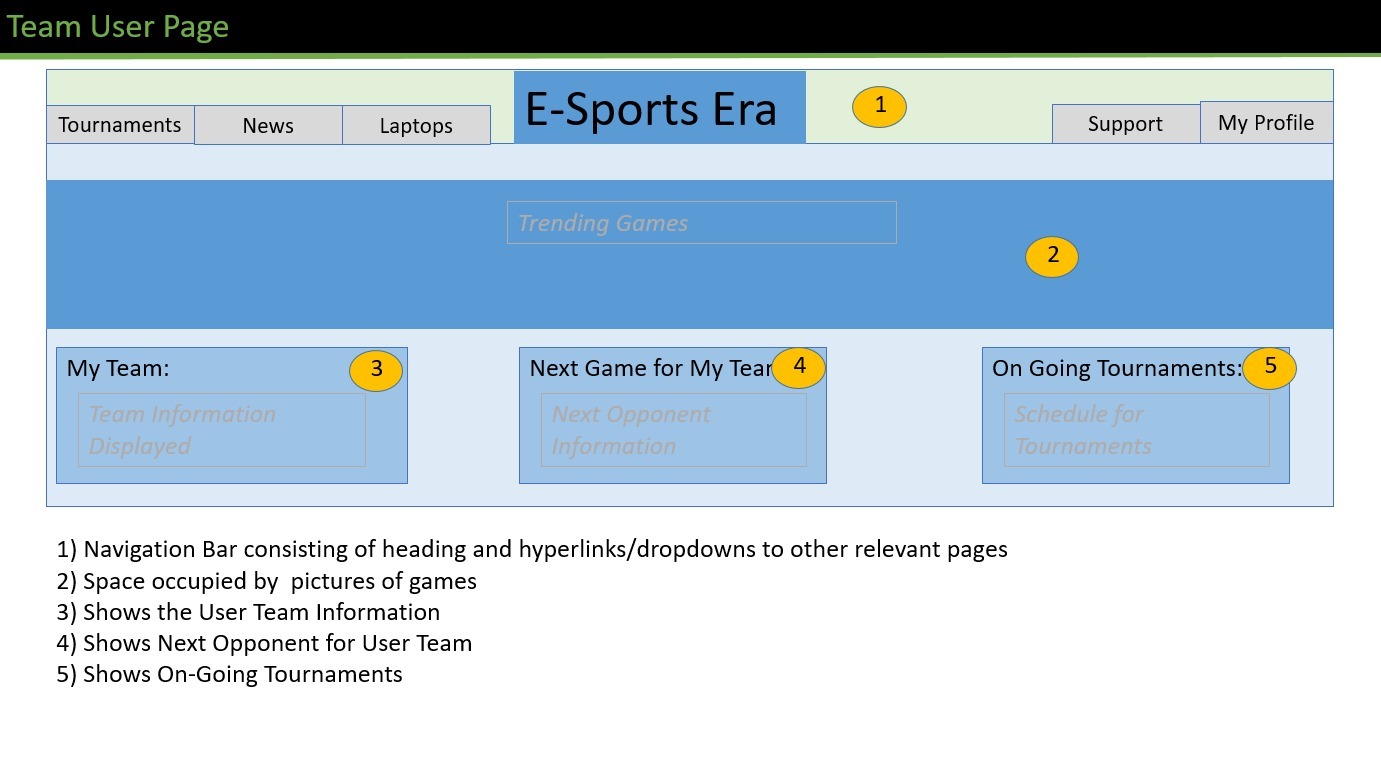 Team User Page
E-Sports Era
1
Tournaments
News
Laptops
Support
My Profile
Trending Games
2
My Team:
3
Team Information
Displayed
Next Game for My
4
Next Opponent
Information
On Going Tournaments:
5
Schedule for
Tournaments
1) Navigation Bar consisting of heading and hyperlinks/dropdowns to other relevant pages
2) Space occupied by  pictures of games
3) Shows the User Team Information
4) Shows Next Opponent for User Team
5) Shows On-Going Tournaments